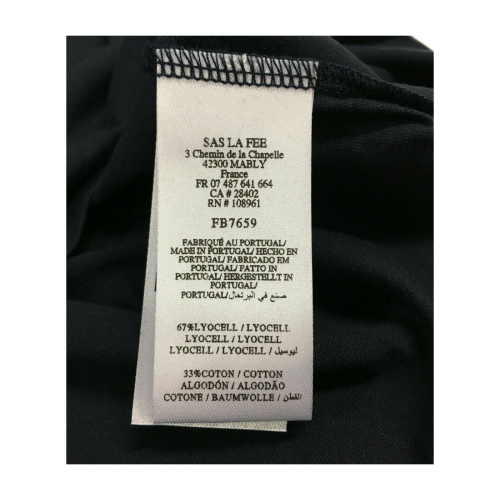 SAS LA FEE
3 Chemin de la Chapelle
42300 MABLY
France
FR 07 487 641 664
CA # 28402
RN # 108961
FB7659
FABRIQUÉ AU PORTUGAL/
MADE IN PORTUGAL/ HECHO EN
PORTUGAL/ FABRICADO EM
PORTUGAL/ FATTO IN
PORTUGAL/ HERGESTELLT IN
PORTUGAL/
PORTUGAL/صنع في البرتغال
67%LYOCELL / LYOCELL
LYOCELL / LYOCELL
LYOCELL / LYOCELL / ليوسيل
33%COTON / COTTON
ALGODÓN / ALGODÃO
COTONE / BAUMWOLLE / القطن